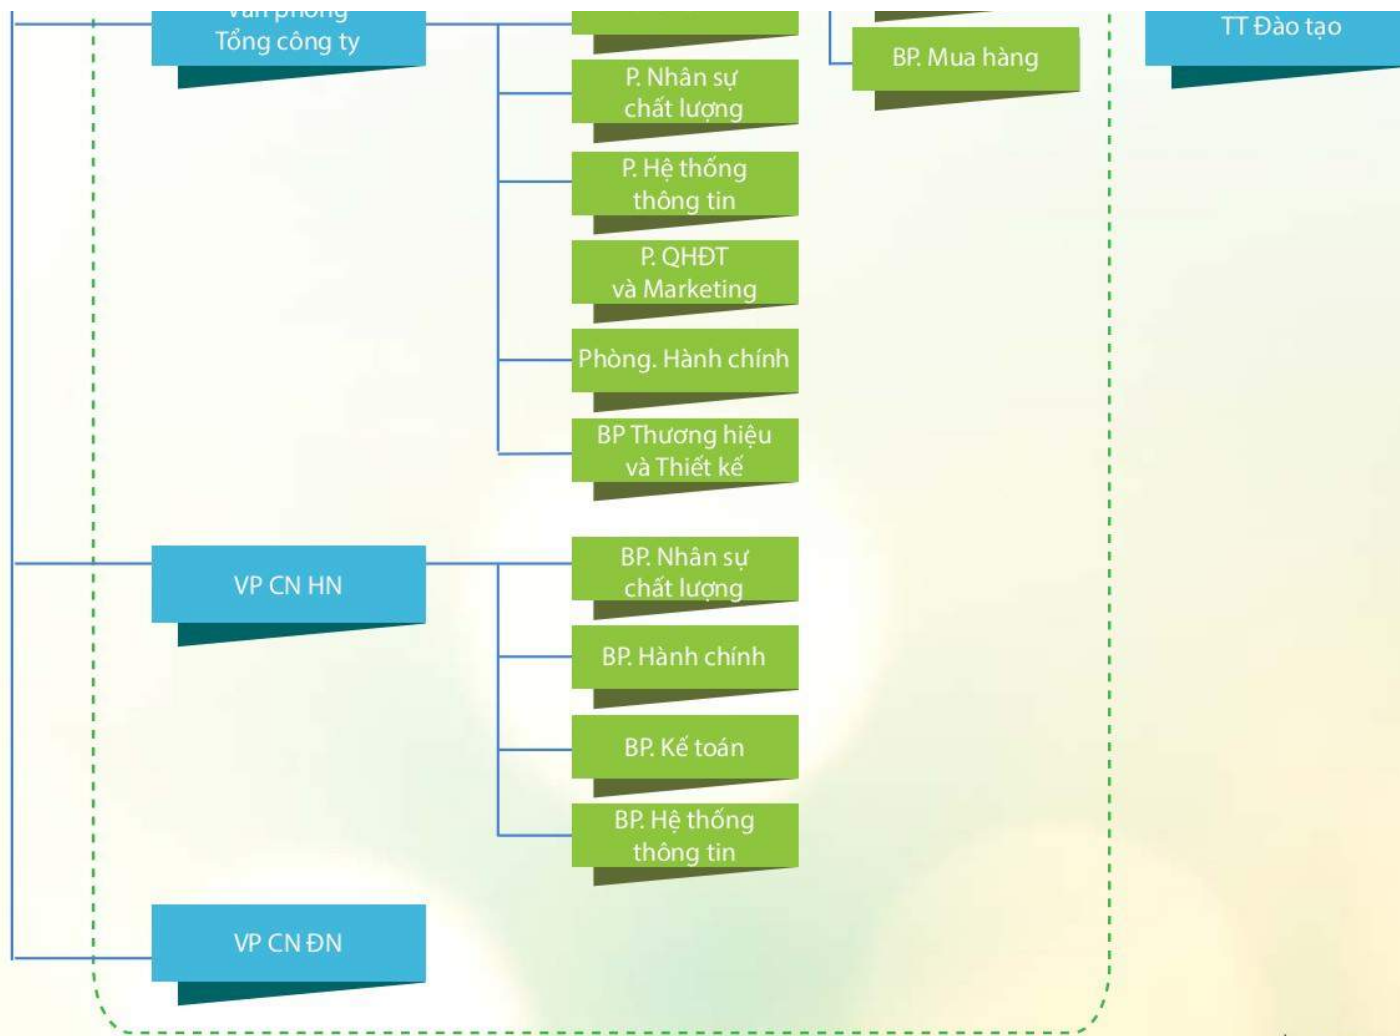 Văn phòng
Tổng công ty
BP. Mua hàng
TT Đào tạo
P. Nhân sự
chất lượng
P. Hệ thống
thông tin
P. QHĐT
và Marketing
Phòng. Hành chính
BP Thương hiệu
và Thiết kế
VP CN HN
BP. Nhân sự
chất lượng
BP. Hành chính
BP. Kế toán
BP. Hệ thống
thông tin
VP CN ĐN